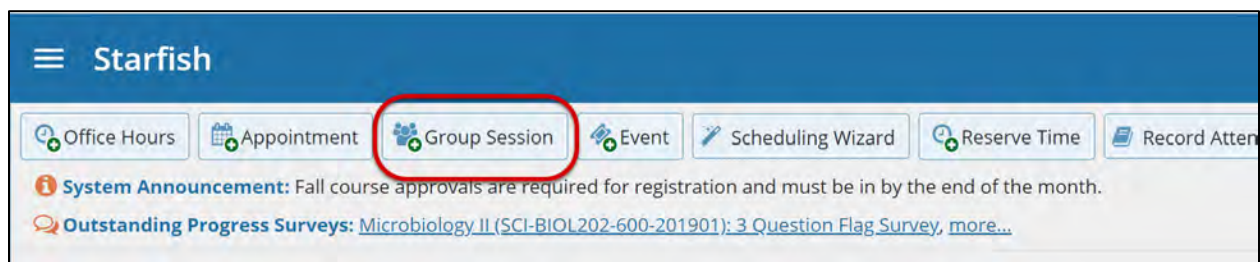 Starfish
Office Hours Appointment Group Session Event Scheduling Wizard Reserve Time Record Atten
System Announcement: Fall course approvals are required for registration and must be in by the end of the month.
Outstanding Progress Surveys: Microbiology II (SCI-BIOL202-600-201901): 3 Question Flag Survey, more...